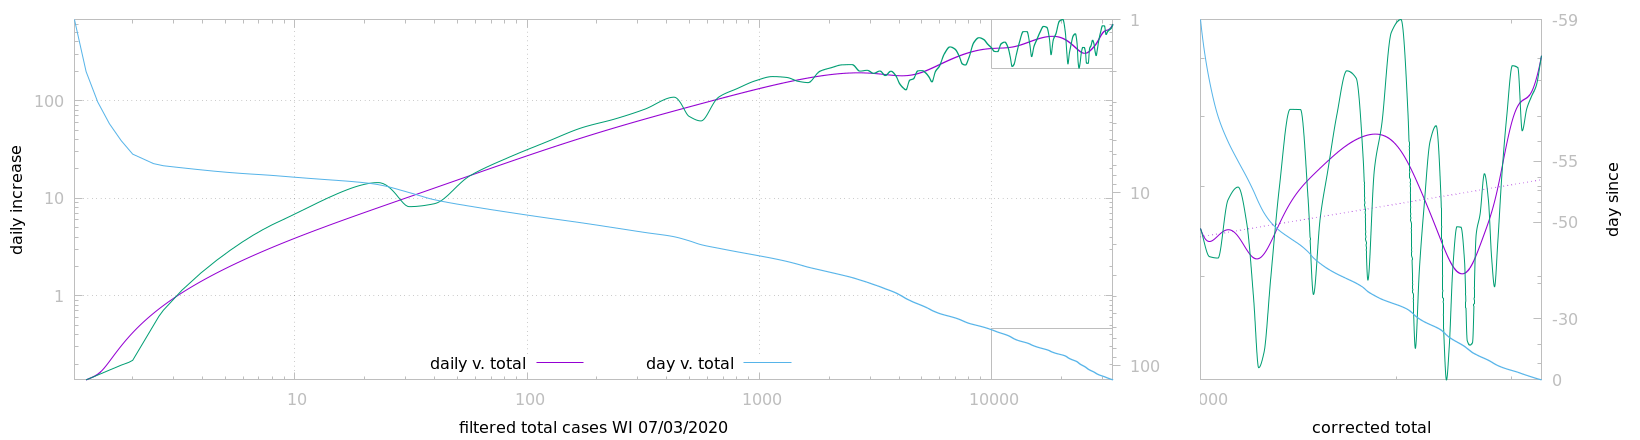 daily increase
100
10
1
daily v. total
day v. total
10
100
1000
10000
filtered total cases WI 07/03/2020
1
10
100
000
corrected total
-59
-55
-50
-30
0
day since